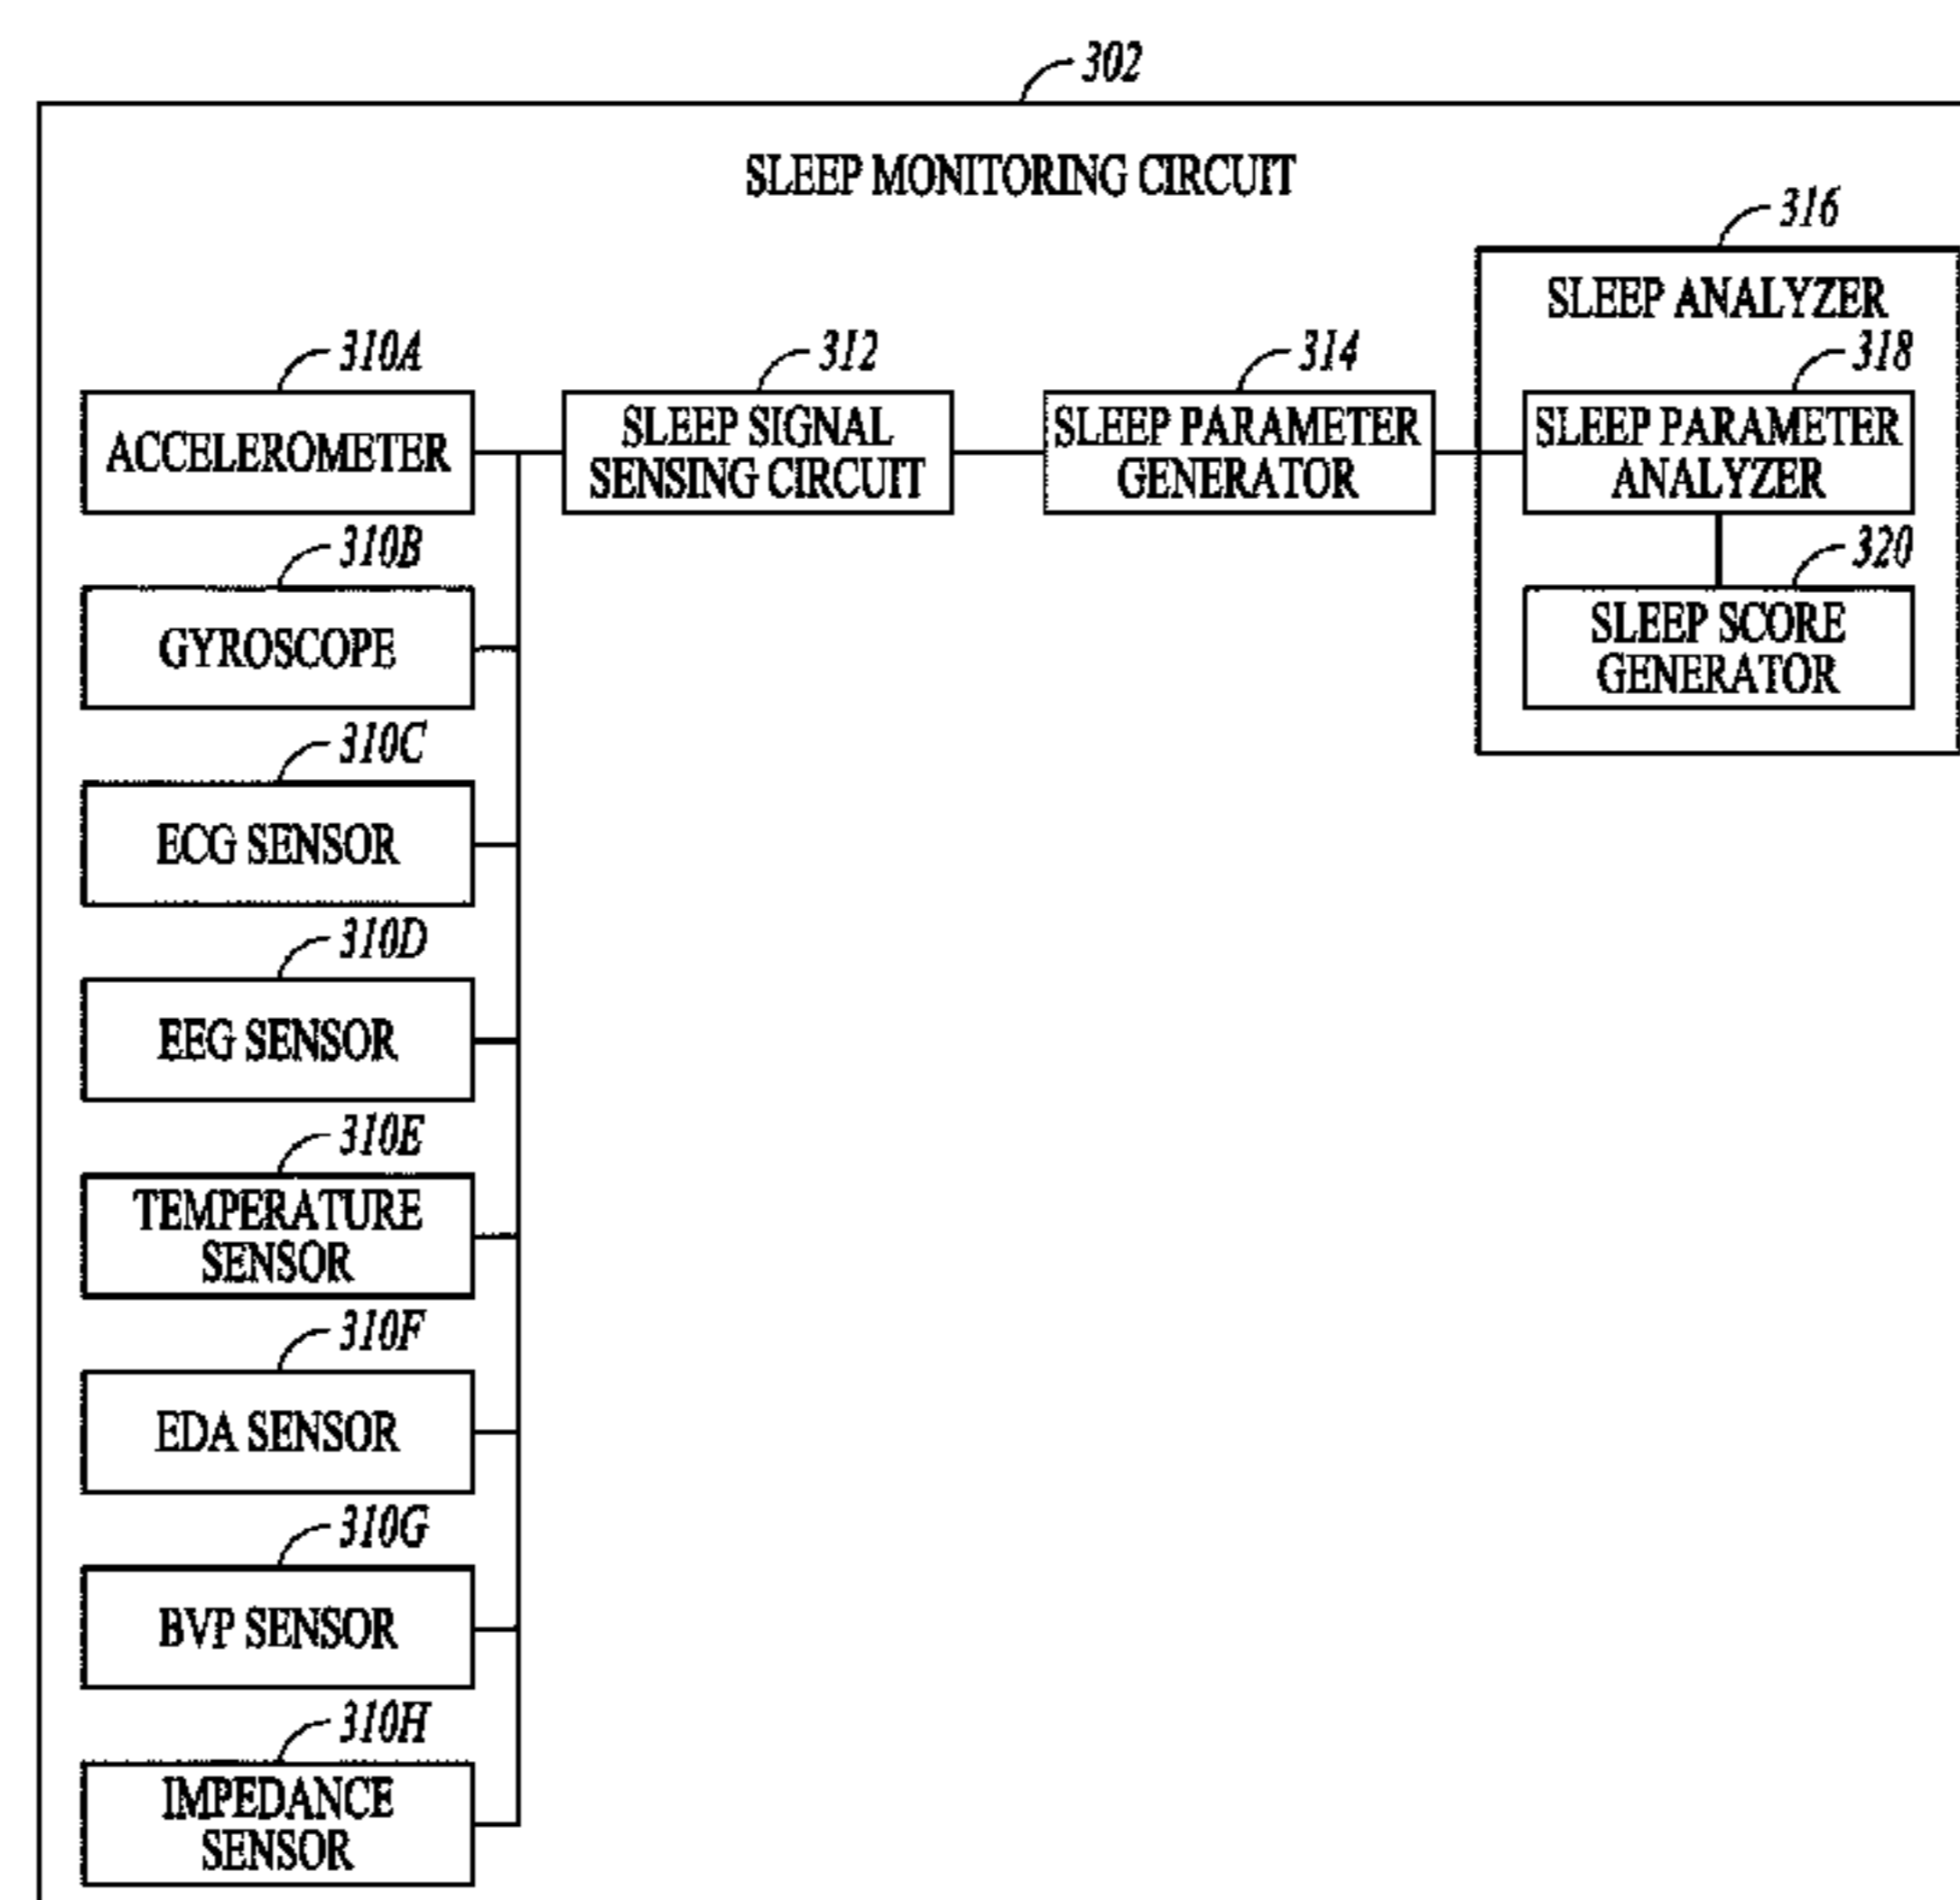 302
SLEEP MONITORING CIRCUIT
316
SLEEP ANALYZER
310A
ACCELEROMETER
312
SLEEP SIGNAL
SENSING CIRCUIT
314
SLEEP PARAMETER
GENERATOR
318
SLEEP PARAMETER
ANALYZER
320
SLEEP SCORE
GENERATOR
310B
GYROSCOPE
310C
ECG SENSOR
310D
EEG SENSOR
310E
TEMPERATURE
SENSOR
310F
EDA SENSOR
310G
BVP SENSOR
310H
IMPEDANCE
SENSOR